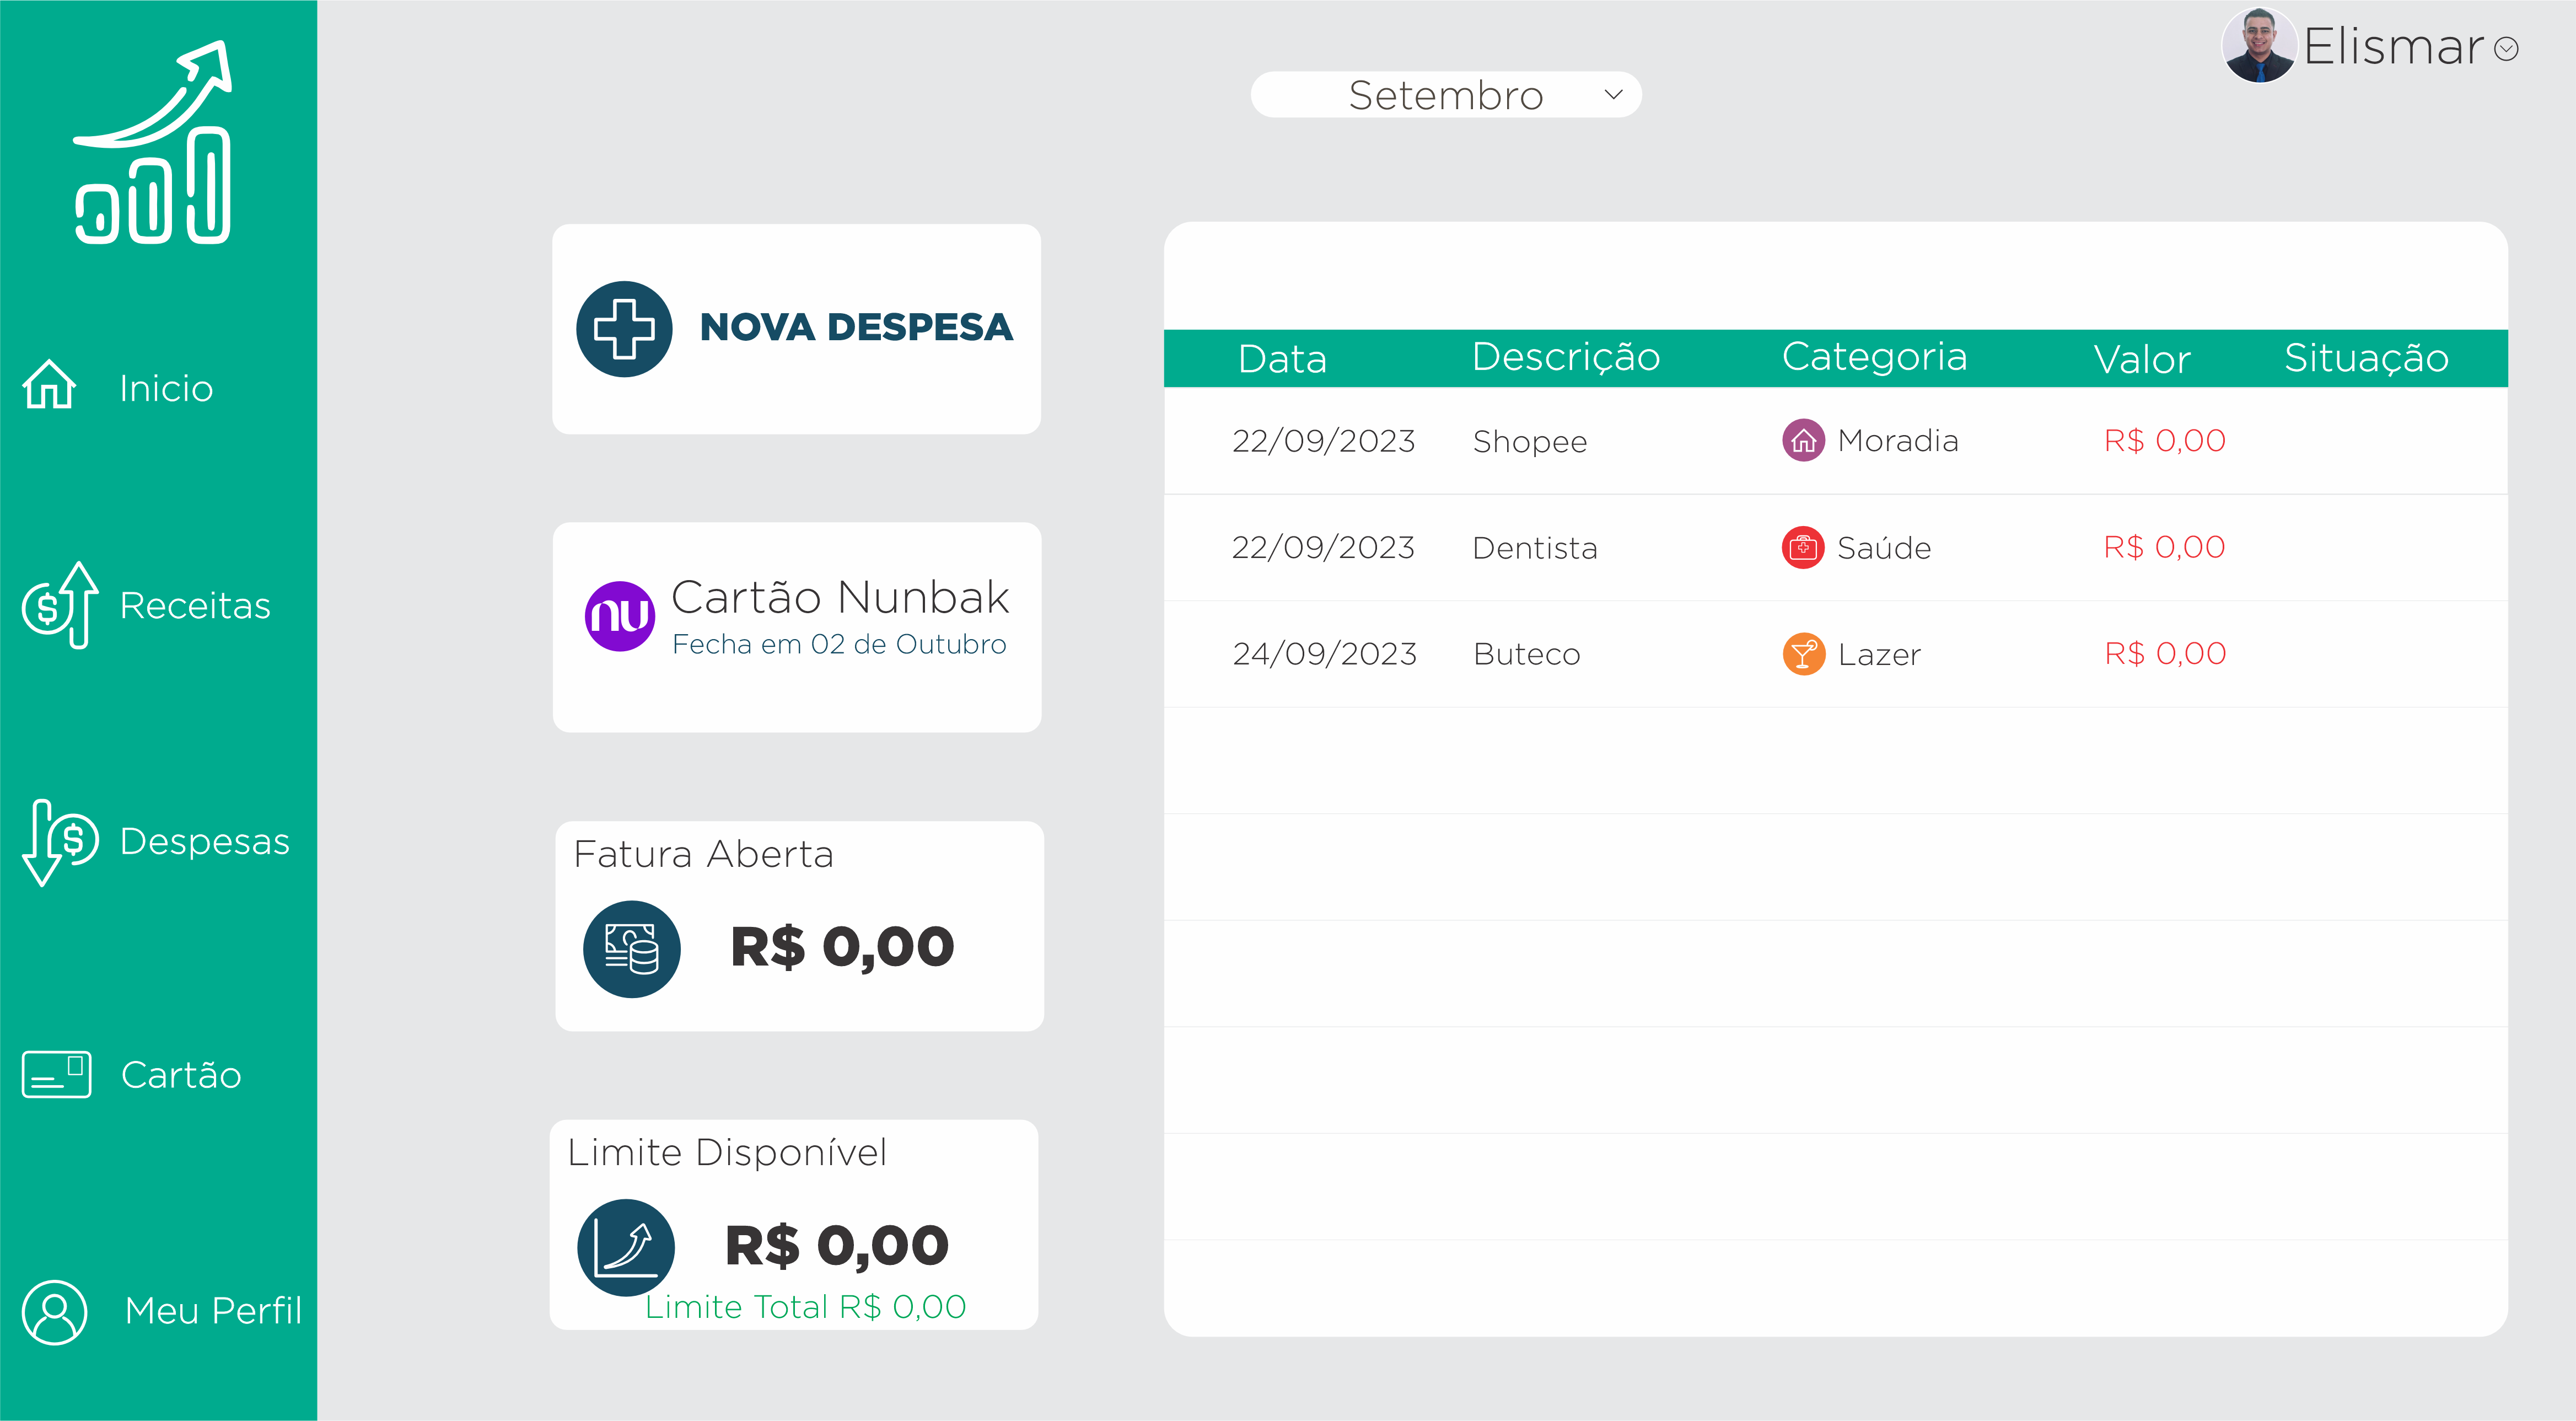 Elismar
Setembro
Inicio
Receitas
Despesas
Cartão
Meu Perfil
NOVA DESPESA
nu
Cartão Nunbak
Fecha em 02 de Outubro
Fatura Aberta
R$ 0,00
Limite Disponível
R$ 0,00
Limite Total R$ 0,00
Data Descrição Categoria Valor Situação
22/09/2023 Shopee Moradia R$ 0,00
22/09/2023 Dentista Saúde R$ 0,00
24/09/2023 Buteco Lazer R$ 0,00